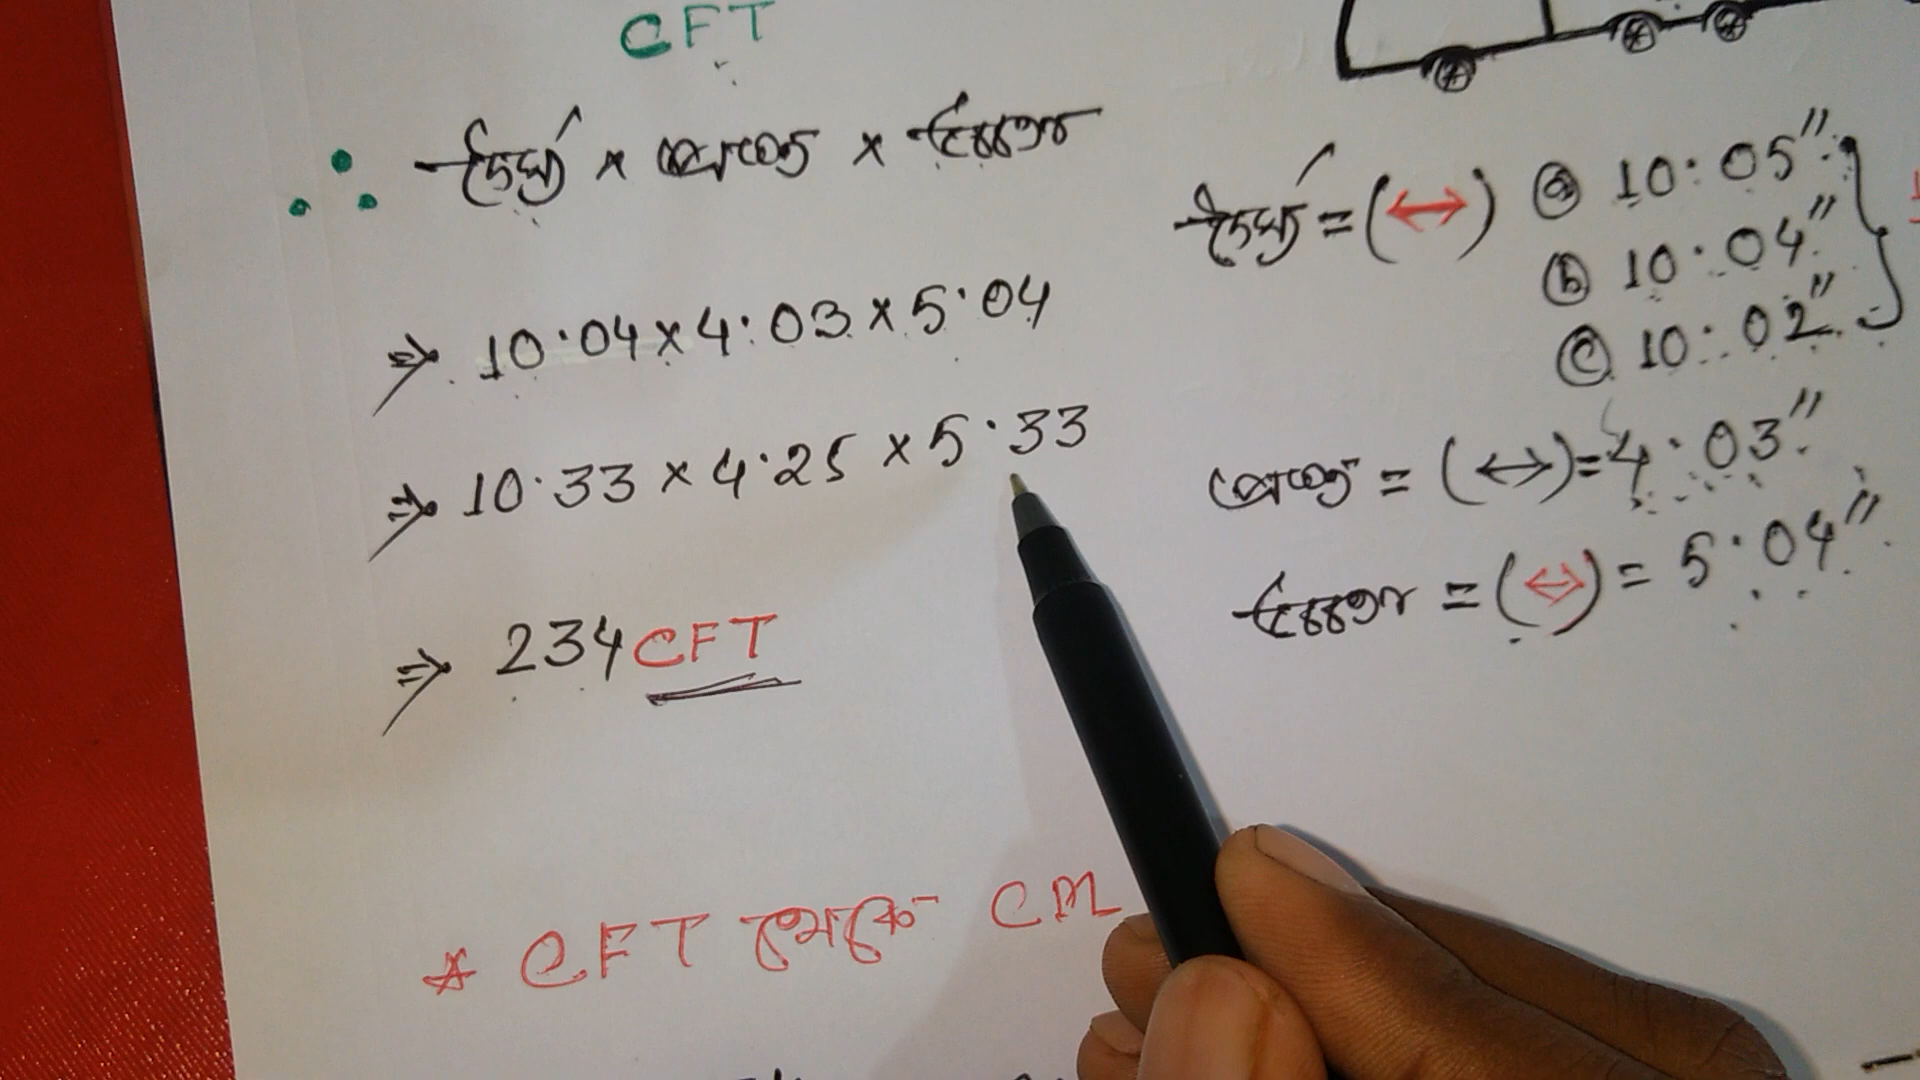 CFT
∴ দৈর্ঘ্য × প্রস্থ × উচ্চতা
⇒ 10.04 x 4.03 x 5.04
⇒ 10.33 x 4.25 x 5.33
⇒ 234 CFT
* CFT থেকে CM
দৈর্ঘ্য = (↔) ⓐ 10.05"
ⓑ 10.04"
ⓒ 10.02"
প্রস্থ = (↔) = 4.03"
উচ্চতা = (↔) = 5.04"